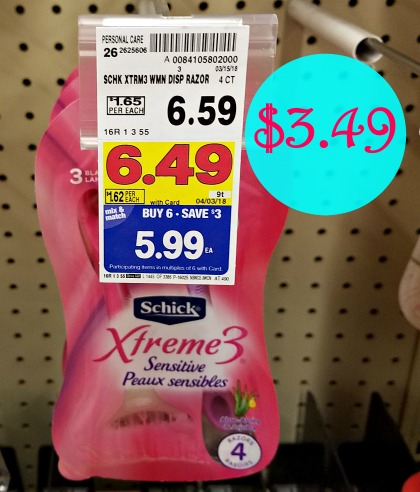 PERSONAL CARE
26 2625606
A 0084105802000
3 03/15/18
SCHK XTRM3 WMN DISP RAZOR 4 CT
$1.65
PER EACH
6.59
16R 1 3 55
6.49
$1.62 PER EACH
with Card
9t
04/03/18
mix & match
BUY 6 · SAVE $3
5.99 EA
Participating items in multiples of 6 with Card.
$3.49
3
Schick
Xtreme3
Sensitive
Peaux sensibles
RAZORS
4
RASOIRS